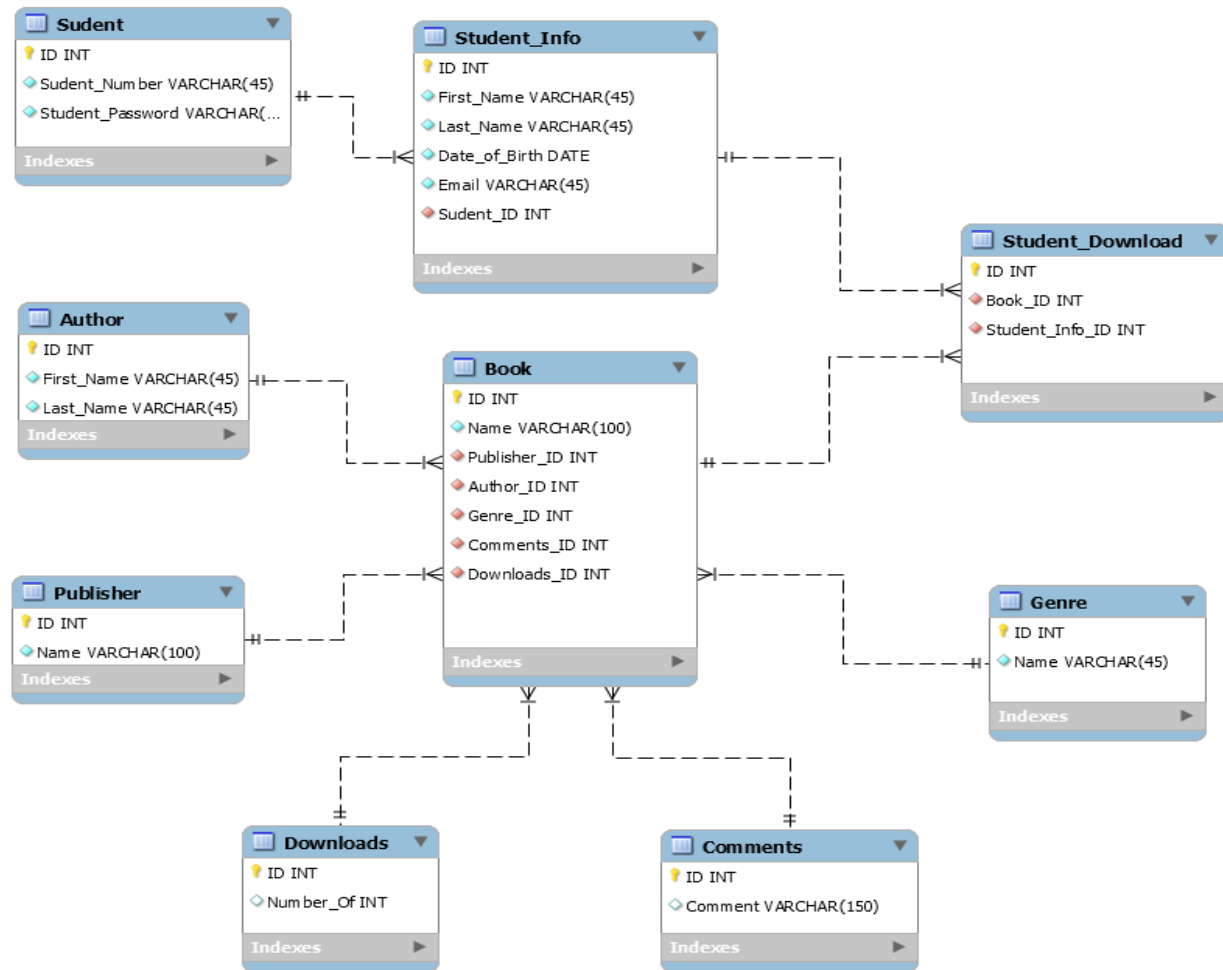 Sudent
ID INT
Sudent_Number VARCHAR(45)
Student_Password VARCHAR(...
Indexes
Student_Info
ID INT
First_Name VARCHAR(45)
Last_Name VARCHAR(45)
Date_of_Birth DATE
Email VARCHAR(45)
Sudent_ID INT
Indexes
Student_Download
ID INT
Book_ID INT
Student_Info_ID INT
Indexes
Author
ID INT
First_Name VARCHAR(45)
Last_Name VARCHAR(45)
Indexes
Book
ID INT
Name VARCHAR(100)
Publisher_ID INT
Author_ID INT
Genre_ID INT
Comments_ID INT
Downloads_ID INT
Indexes
Publisher
ID INT
Name VARCHAR(100)
Indexes
Genre
ID INT
Name VARCHAR(45)
Indexes
Downloads
ID INT
Number_Of INT
Indexes
Comments
ID INT
Comment VARCHAR(150)
Indexes